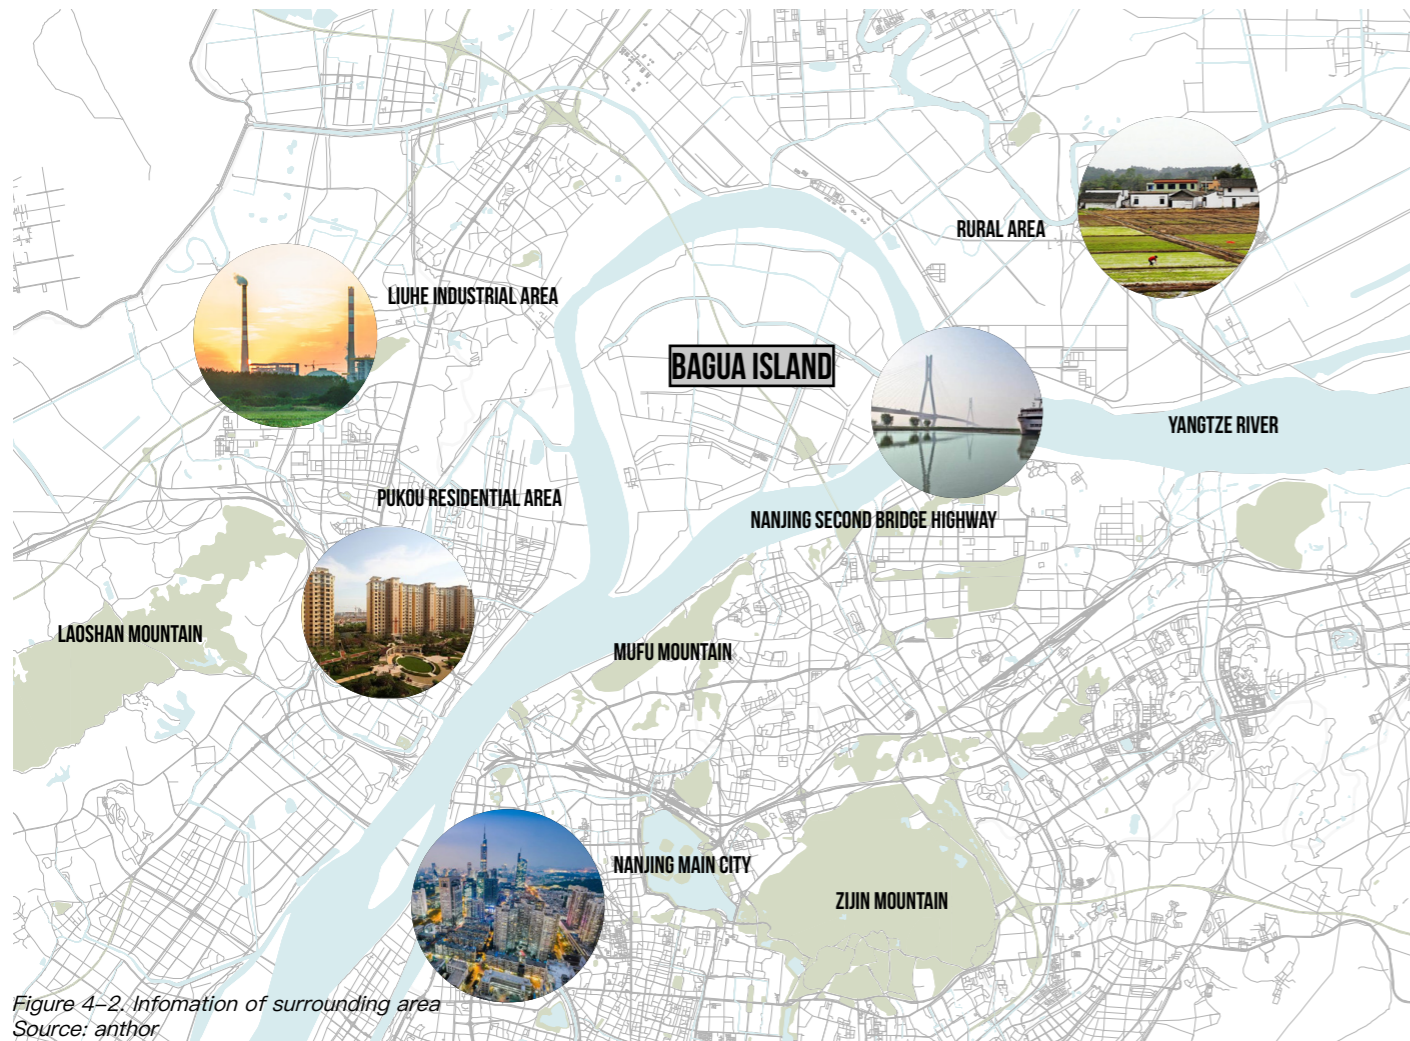 RURAL AREA
LIUHE INDUSTRIAL AREA
BAGUA ISLAND
YANGTZE RIVER
PUKOU RESIDENTIAL AREA
NANJING SECOND BRIDGE HIGHWAY
LAOSHAN MOUNTAIN
MUFU MOUNTAIN
NANJING MAIN CITY
ZIJIN MOUNTAIN
Figure 4-2. Infomation of surrounding area
Source: anthor